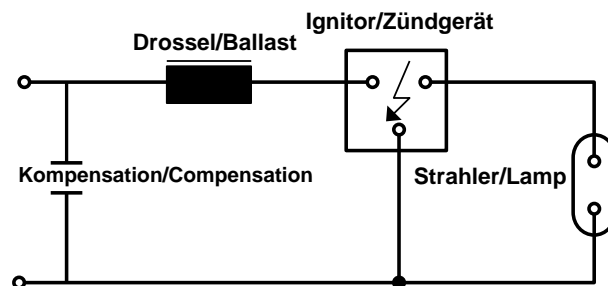 Ignitor/Zündgerät
Drossel/Ballast
Kompensation/Compensation
Strahler/Lamp